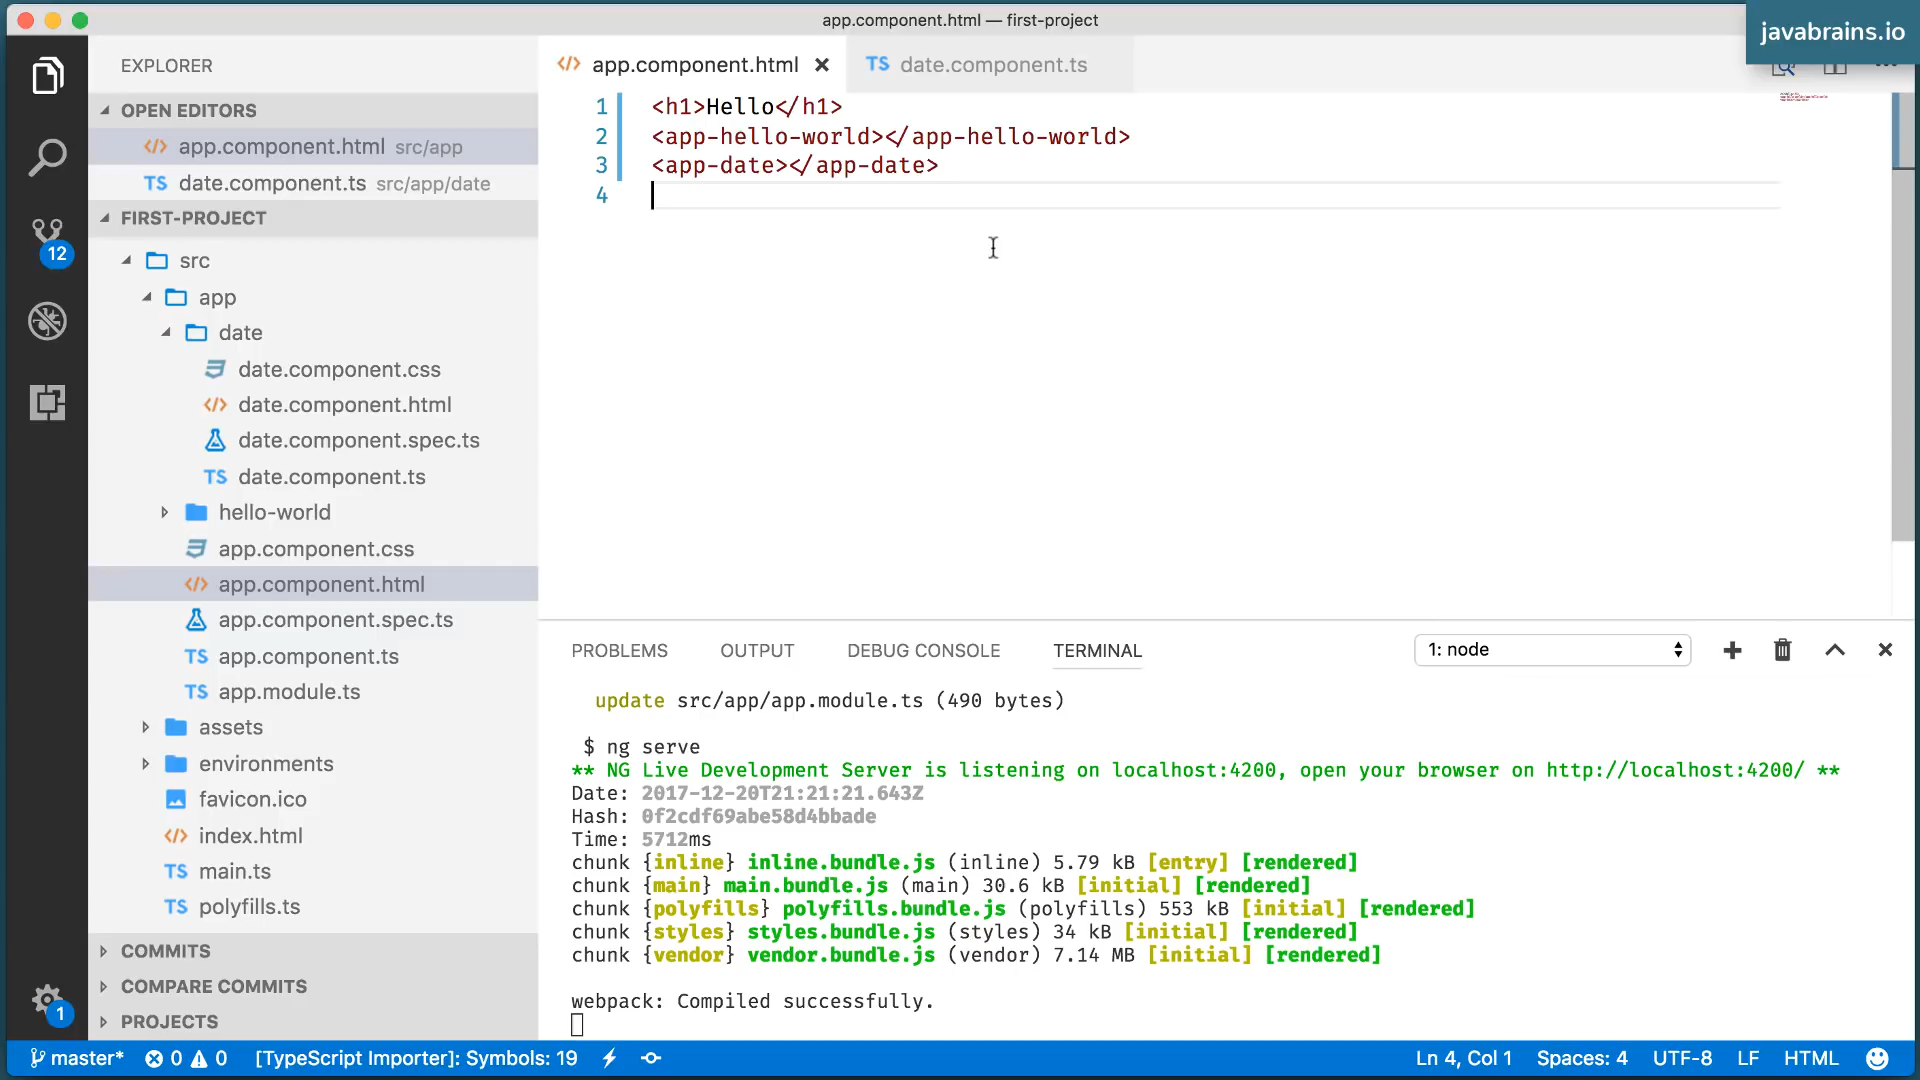 app.component.html — first-project
javabrains.io
EXPLORER
OPEN EDITORS
app.component.html src/app
TS date.component.ts src/app/date
FIRST-PROJECT
src
app
date
date.component.css
date.component.html
date.component.spec.ts
TS date.component.ts
hello-world
app.component.css
app.component.html
app.component.spec.ts
TS app.component.ts
TS app.module.ts
assets
environments
favicon.ico
index.html
TS main.ts
TS polyfills.ts
COMMITS
COMPARE COMMITS
PROJECTS
12
1
app.component.html
TS date.component.ts
1 <h1>Hello</h1>
2 <app-hello-world></app-hello-world>
3 <app-date></app-date>
4
PROBLEMS OUTPUT DEBUG CONSOLE TERMINAL 1: node
update src/app/app.module.ts (490 bytes)
$ ng serve
** NG Live Development Server is listening on localhost:4200, open your browser on http://localhost:4200/ **
Date: 2017-12-20T21:21:21.643Z
Hash: 0f2cdf69abe58d4bbade
Time: 5712ms
chunk {inline} inline.bundle.js (inline) 5.79 kB [entry] [rendered]
chunk {main} main.bundle.js (main) 30.6 kB [initial] [rendered]
chunk {polyfills} polyfills.bundle.js (polyfills) 553 kB [initial] [rendered]
chunk {styles} styles.bundle.js (styles) 34 kB [initial] [rendered]
chunk {vendor} vendor.bundle.js (vendor) 7.14 MB [initial] [rendered]
webpack: Compiled successfully.
master* 0 0 [TypeScript Importer]: Symbols: 19 Ln 4, Col 1 Spaces: 4 UTF-8 LF HTML